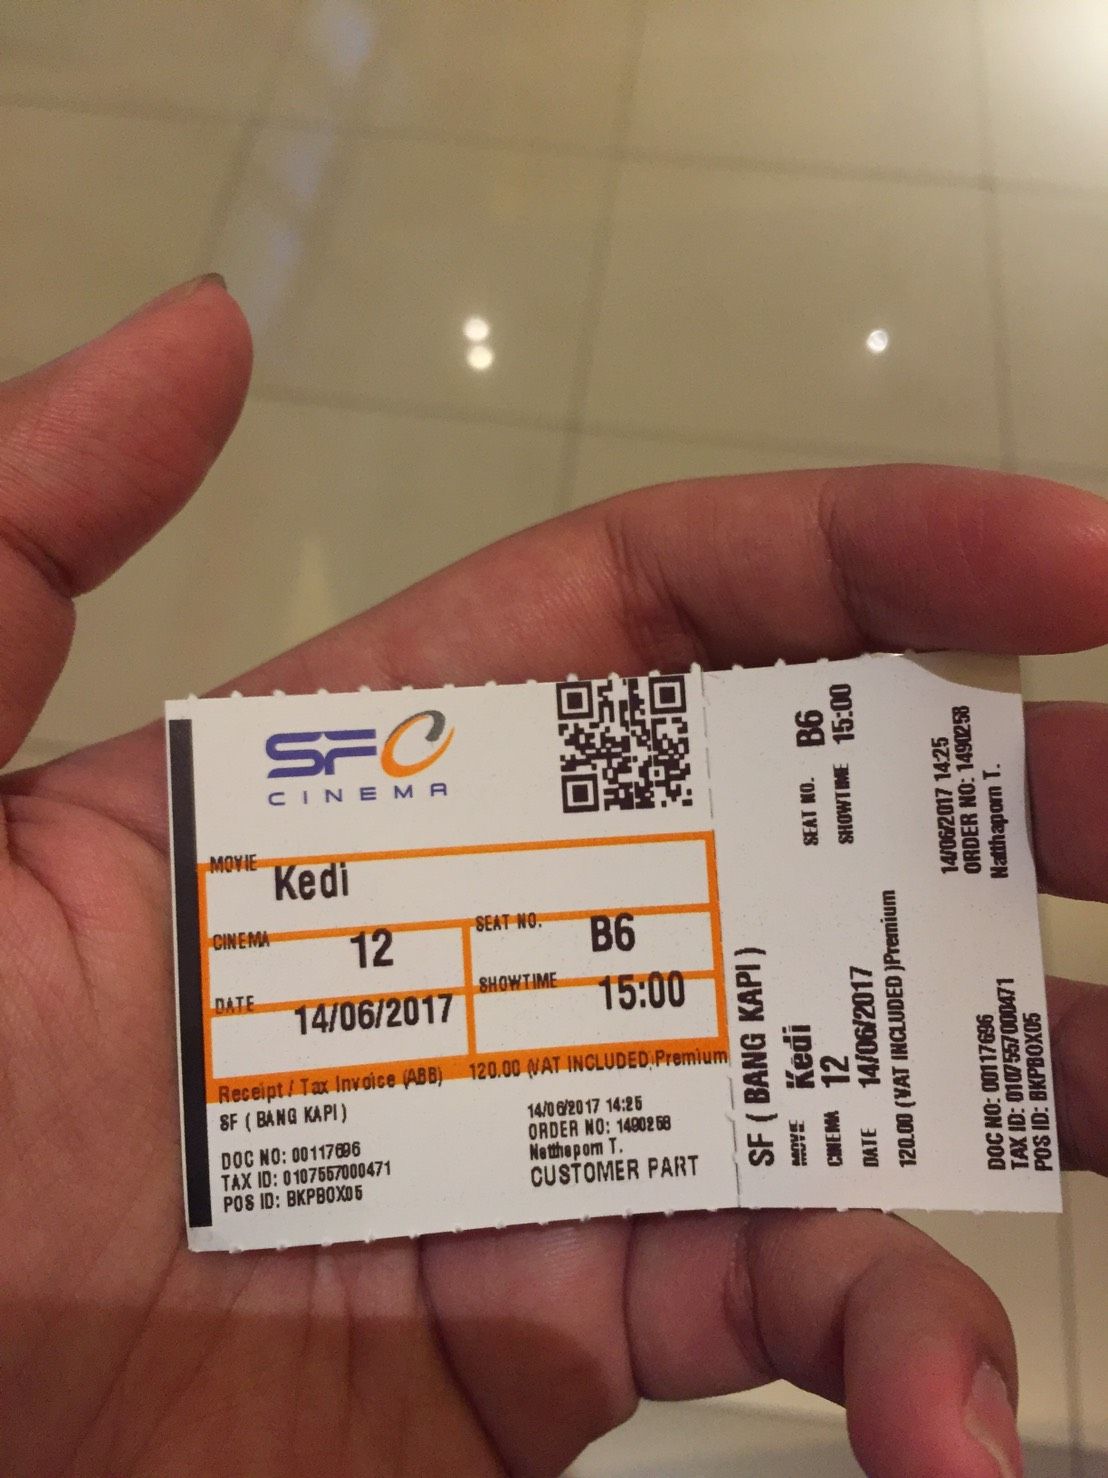 SFC
CINEMA
MOVIE Kedi
CINEMA 12
SEAT NO. B6
DATE 14/06/2017
SHOWTIME 15:00
Receipt / Tax Invoice (ABB) 120.00 (VAT INCLUDED)Premium
SF ( BANG KAPI )
DOC NO: 00117696
TAX ID: 0107557000471
POS ID: BKPBOX05
14/06/2017 14:25
ORDER NO: 1490258
Natthaporn T.
CUSTOMER PART
SF ( BANG KAPI )
MOVIE Kedi
CINEMA 12
SEAT NO. B6
DATE 14/06/2017
SHOWTIME 15:00
120.00 (VAT INCLUDED )Premium
14/06/2017 14:25
ORDER NO: 1490258
Natthaporn T.
DOC NO: 00117696
TAX ID: 0107557000471
POS ID: BKPBOX05